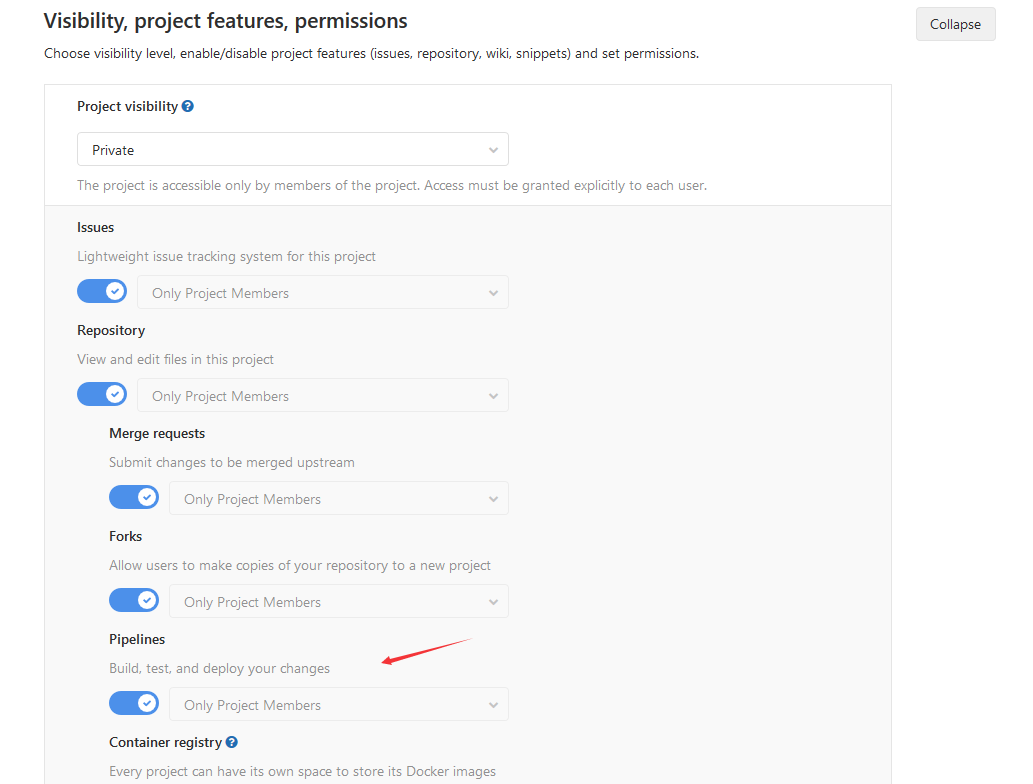 Visibility, project features, permissions
Collapse
Choose visibility level, enable/disable project features (issues, repository, wiki, snippets) and set permissions.
Project visibility
Private
The project is accessible only by members of the project. Access must be granted explicitly to each user.
Issues
Lightweight issue tracking system for this project
Only Project Members
Repository
View and edit files in this project
Only Project Members
Merge requests
Submit changes to be merged upstream
Only Project Members
Forks
Allow users to make copies of your repository to a new project
Only Project Members
Pipelines
Build, test, and deploy your changes
Only Project Members
Container registry
Every project can have its own space to store its Docker images